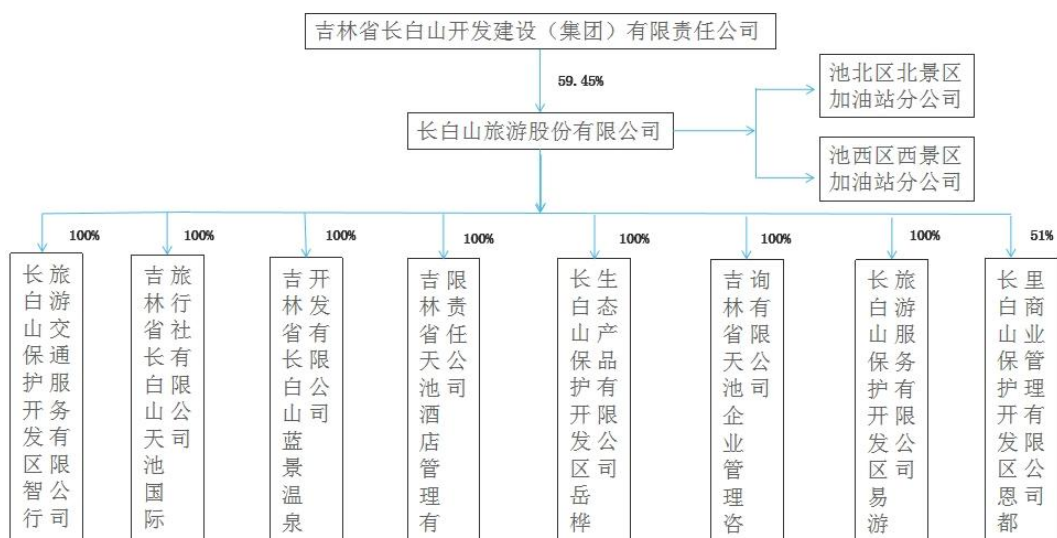 吉林省长白山开发建设（集团）有限责任公司
59.45%
池北区北景区
加油站分公司
长白山旅游股份有限公司
池西区西景区
加油站分公司
100%
100%
100%
100%
100%
100%
100%
51%
长白山保护开发区智行
旅游交通服务有限公司
吉林省长白山天池国际
旅行社有限公司
吉林省长白山蓝景温泉
开发有限公司
吉林省天池酒店管理有
限责任公司
长白山保护开发区岳桦
生态产品有限公司
吉林省天池企业管理咨
询有限公司
长白山保护开发区易游
旅游服务有限公司
长白山保护开发区恩都
里商业管理有限公司